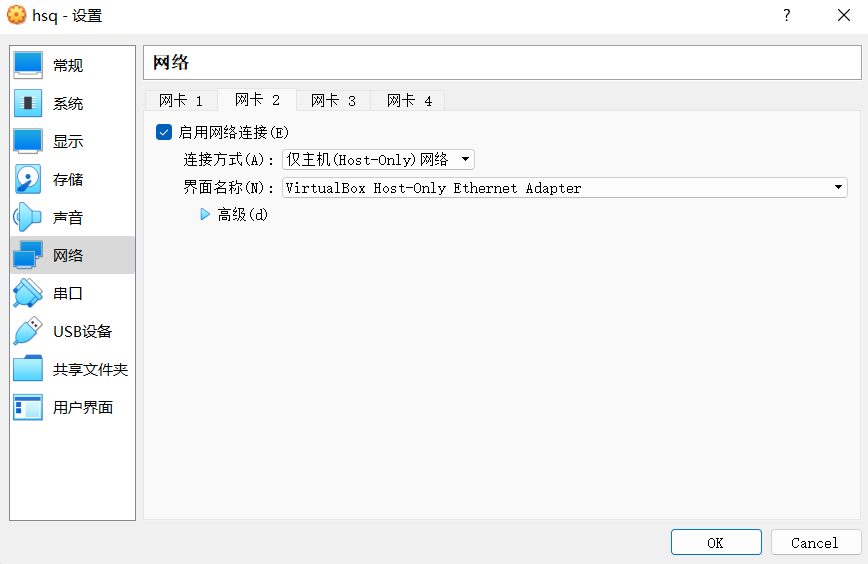 hsq - 设置
?
常规
系统
显示
存储
声音
网络
串口
USB设备
共享文件夹
用户界面
网络
网卡 1 网卡 2 网卡 3 网卡 4
启用网络连接(E)
连接方式(A): 仅主机(Host-Only)网络
界面名称(N): VirtualBox Host-Only Ethernet Adapter
高级(d)
OK Cancel